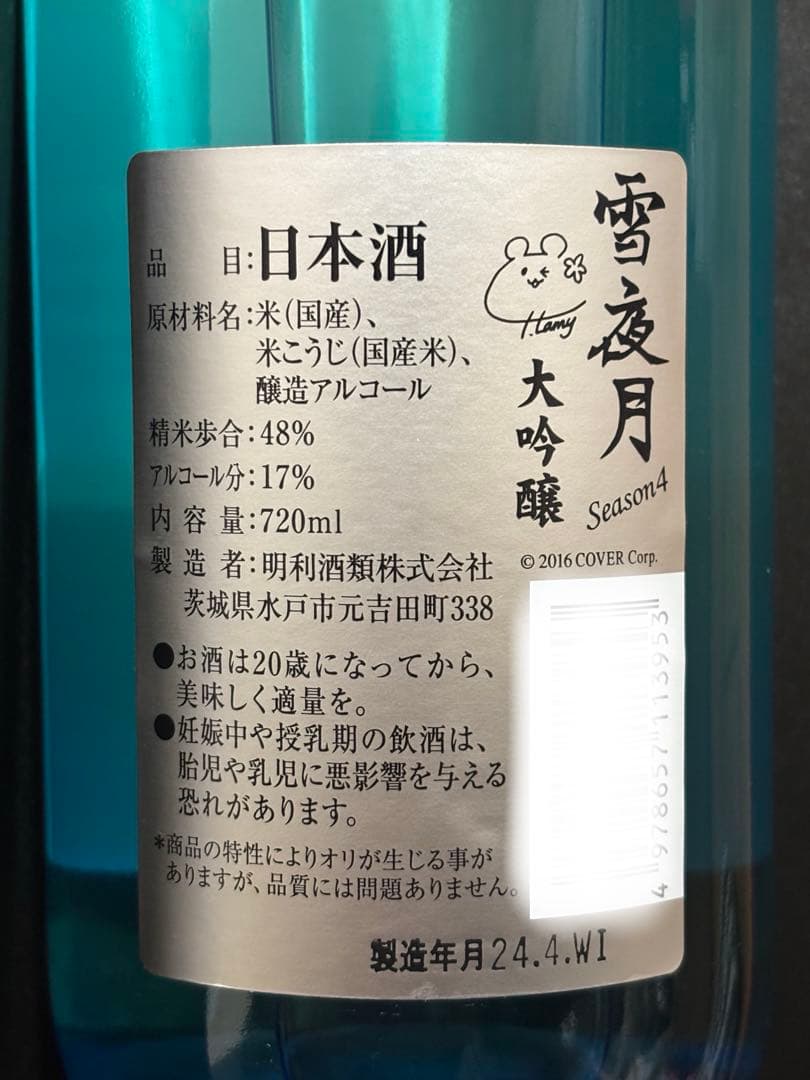 雪夜月
大吟醸
Season4
I.Lamy
© 2016 COVER Corp.
品目:日本酒
原材料名:米(国産)、
米こうじ(国産米)、
醸造アルコール
精米歩合:48%
アルコール分:17%
内容量:720ml
製造者:明利酒類株式会社
茨城県水戸市元吉田町338
●お酒は20歳になってから、
美味しく適量を。
●妊娠中や授乳期の飲酒は、
胎児や乳児に悪影響を与える
恐れがあります。
*商品の特性によりオリが生じる事が
ありますが、品質には問題ありません。
4 978657 113953
製造年月24.4.WI